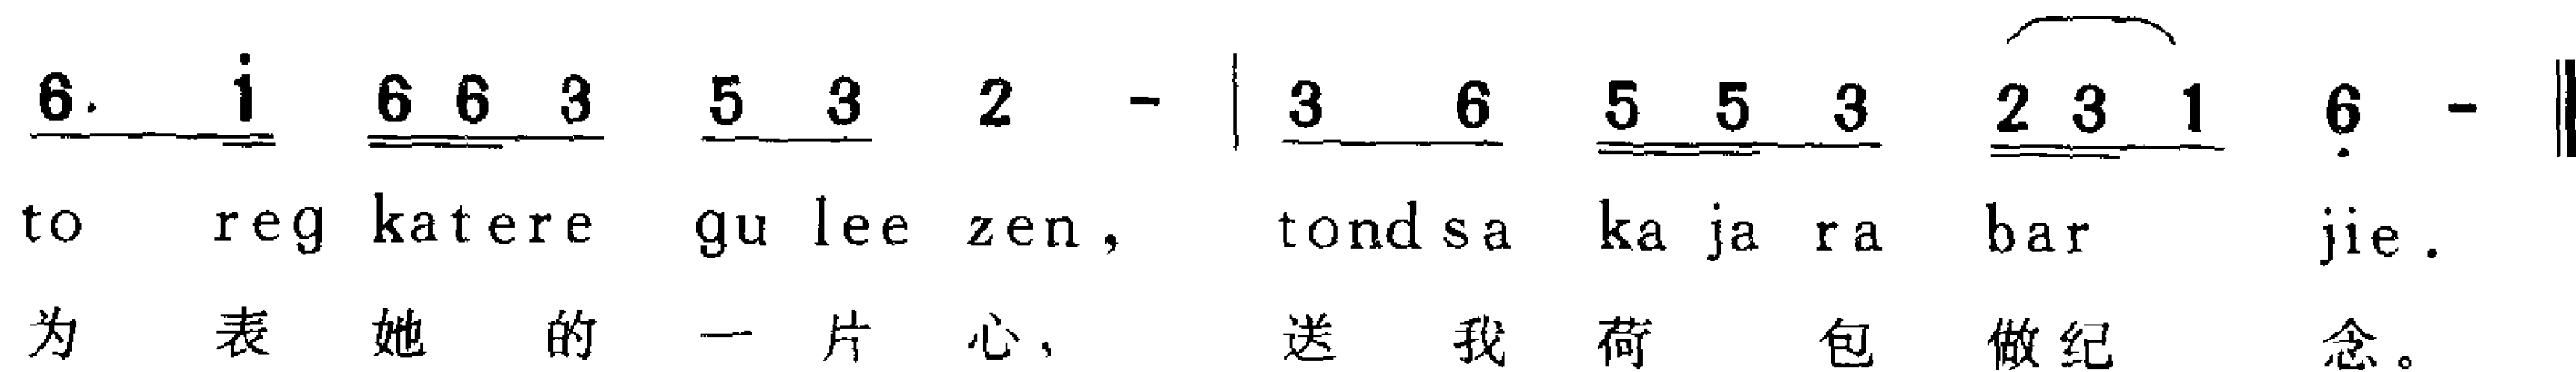 6. i 6 6 3 5 3 2 - | 3 6 5 5 3 2 3 1 6 - ‖
to reg katere gu lee zen, tond sa ka ja ra bar jie.
为 表 她 的 一 片 心, 送 我 荷 包 做 纪 念。